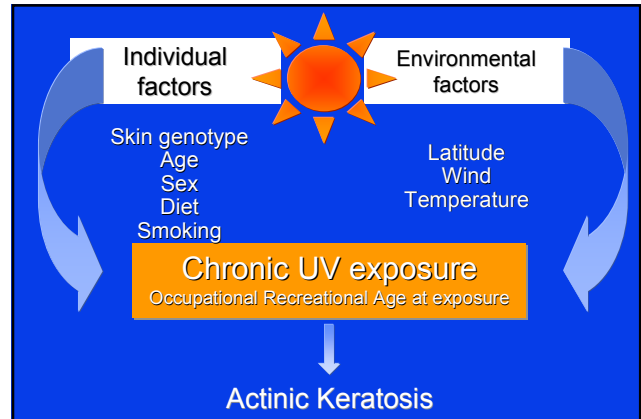 Individual
factors
Environmental
factors
Skin genotype
Age
Sex
Diet
Smoking
Latitude
Wind
Temperature
Chronic UV exposure
Occupational Recreational Age at exposure
Actinic Keratosis